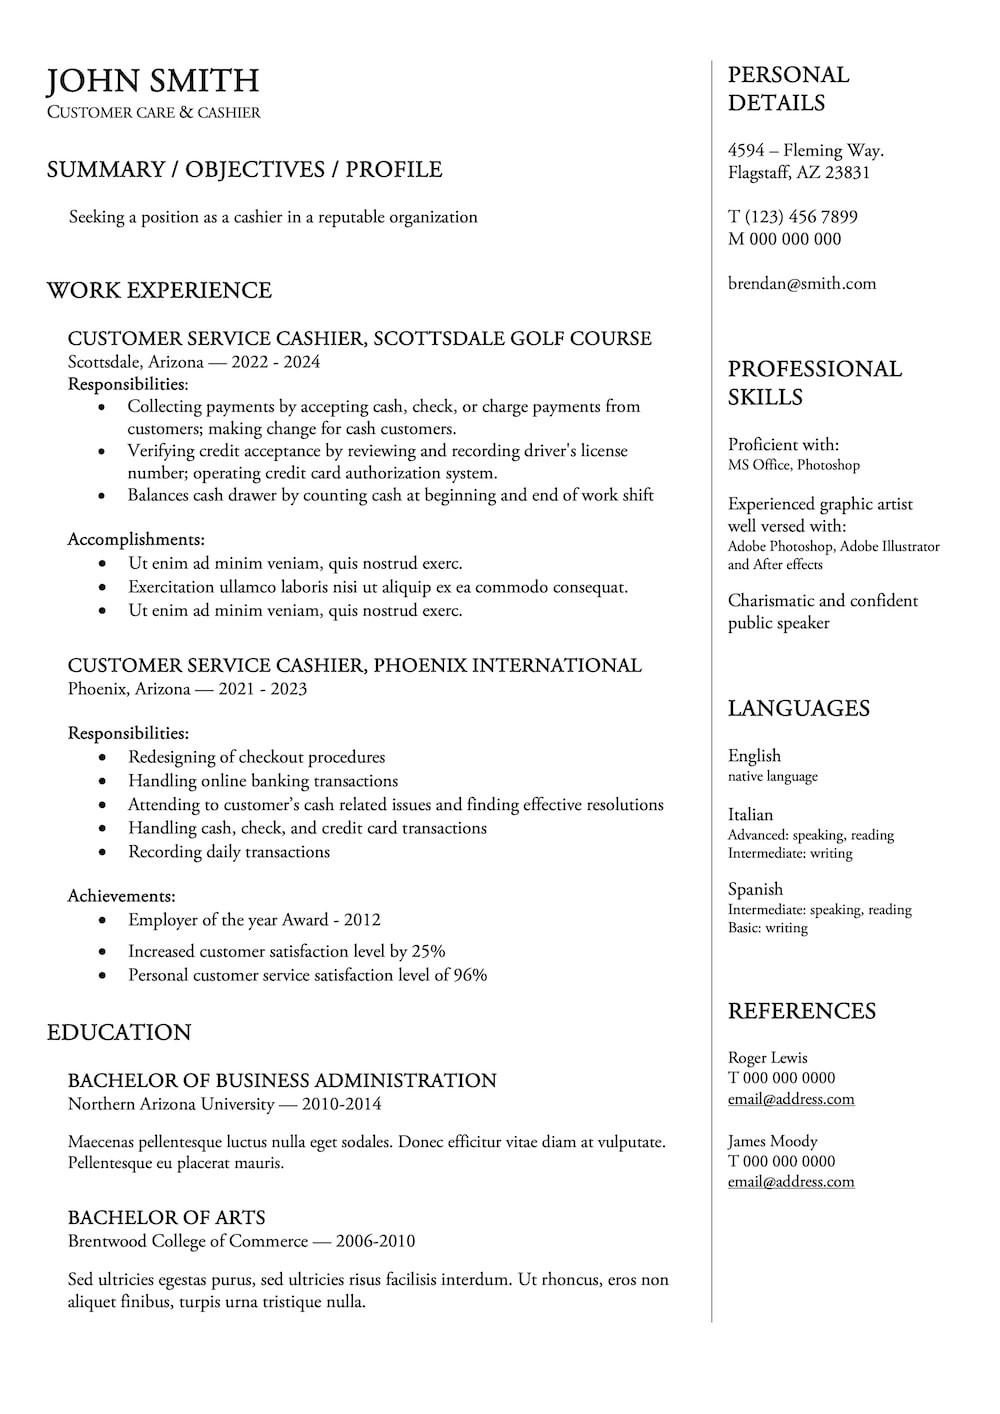 JOHN SMITH
CUSTOMER CARE & CASHIER
SUMMARY / OBJECTIVES / PROFILE
Seeking a position as a cashier in a reputable organization
WORK EXPERIENCE
CUSTOMER SERVICE CASHIER, SCOTTSDALE GOLF COURSE
Scottsdale, Arizona — 2022 - 2024
Responsibilities:
• Collecting payments by accepting cash, check, or charge payments from
customers; making change for cash customers.
• Verifying credit acceptance by reviewing and recording driver's license
number; operating credit card authorization system.
• Balances cash drawer by counting cash at beginning and end of work shift
Accomplishments:
• Ut enim ad minim veniam, quis nostrud exerc.
• Exercitation ullamco laboris nisi ut aliquip ex ea commodo consequat.
• Ut enim ad minim veniam, quis nostrud exerc.
CUSTOMER SERVICE CASHIER, PHOENIX INTERNATIONAL
Phoenix, Arizona — 2021 - 2023
Responsibilities:
• Redesigning of checkout procedures
• Handling online banking transactions
• Attending to customer’s cash related issues and finding effective resolutions
• Handling cash, check, and credit card transactions
• Recording daily transactions
Achievements:
• Employer of the year Award - 2012
• Increased customer satisfaction level by 25%
• Personal customer service satisfaction level of 96%
EDUCATION
BACHELOR OF BUSINESS ADMINISTRATION
Northern Arizona University — 2010-2014
Maecenas pellentesque luctus nulla eget sodales. Donec efficitur vitae diam at vulputate.
Pellentesque eu placerat mauris.
BACHELOR OF ARTS
Brentwood College of Commerce — 2006-2010
Sed ultricies egestas purus, sed ultricies risus facilisis interdum. Ut rhoncus, eros non
aliquet finibus, turpis urna tristique nulla.
PERSONAL
DETAILS
4594 – Fleming Way.
Flagstaff, AZ 23831
T (123) 456 7899
M 000 000 000
brendan@smith.com
PROFESSIONAL
SKILLS
Proficient with:
MS Office, Photoshop
Experienced graphic artist
well versed with:
Adobe Photoshop, Adobe Illustrator
and After effects
Charismatic and confident
public speaker
LANGUAGES
English
native language
Italian
Advanced: speaking, reading
Intermediate: writing
Spanish
Intermediate: speaking, reading
Basic: writing
REFERENCES
Roger Lewis
T 000 000 0000
email@address.com
James Moody
T 000 000 0000
email@address.com